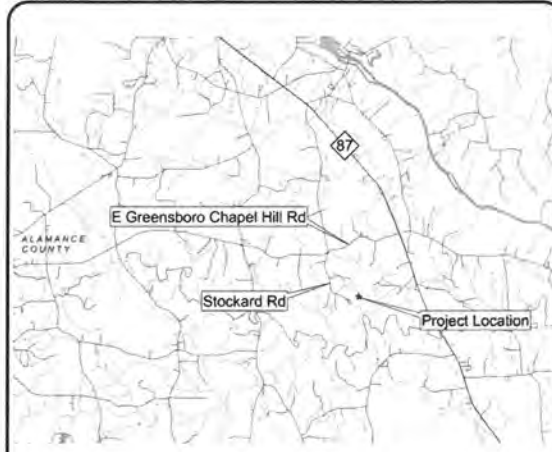 87
E Greensboro Chapel Hill Rd
ALAMANCE
COUNTY
Stockard Rd
Project Location